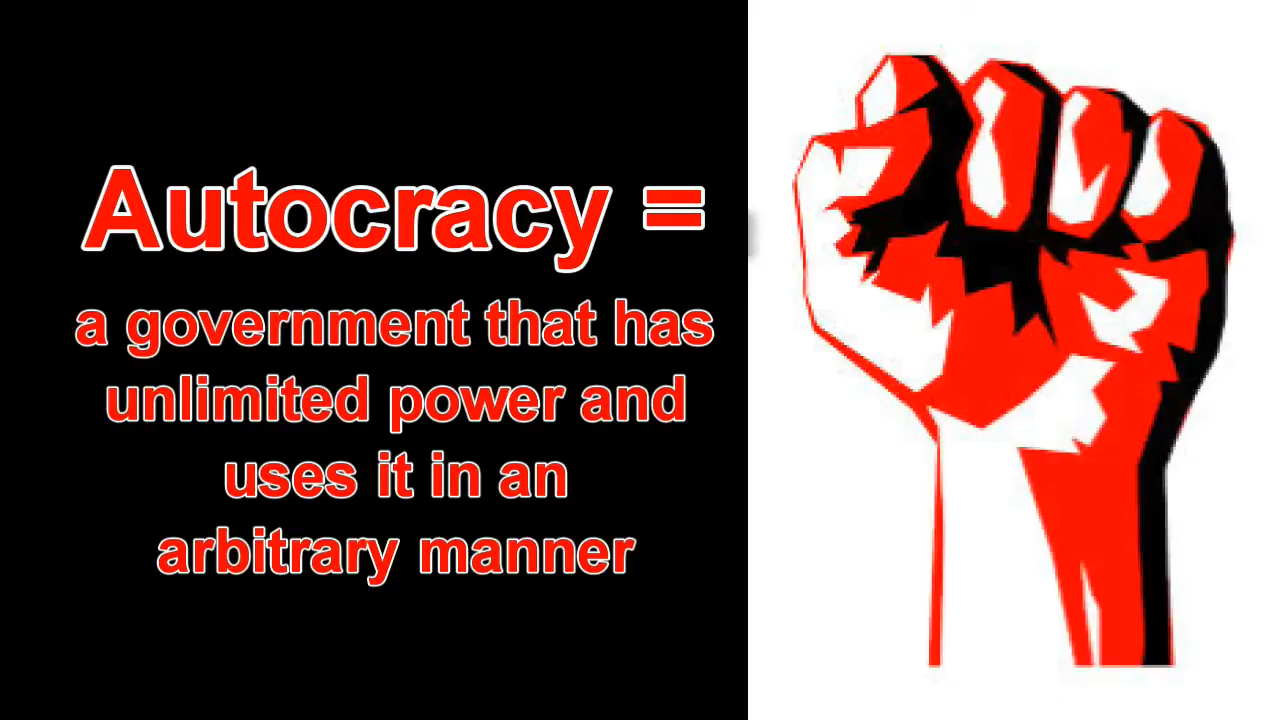 Autocracy =
a government that has
unlimited power and
uses it in an
arbitrary manner